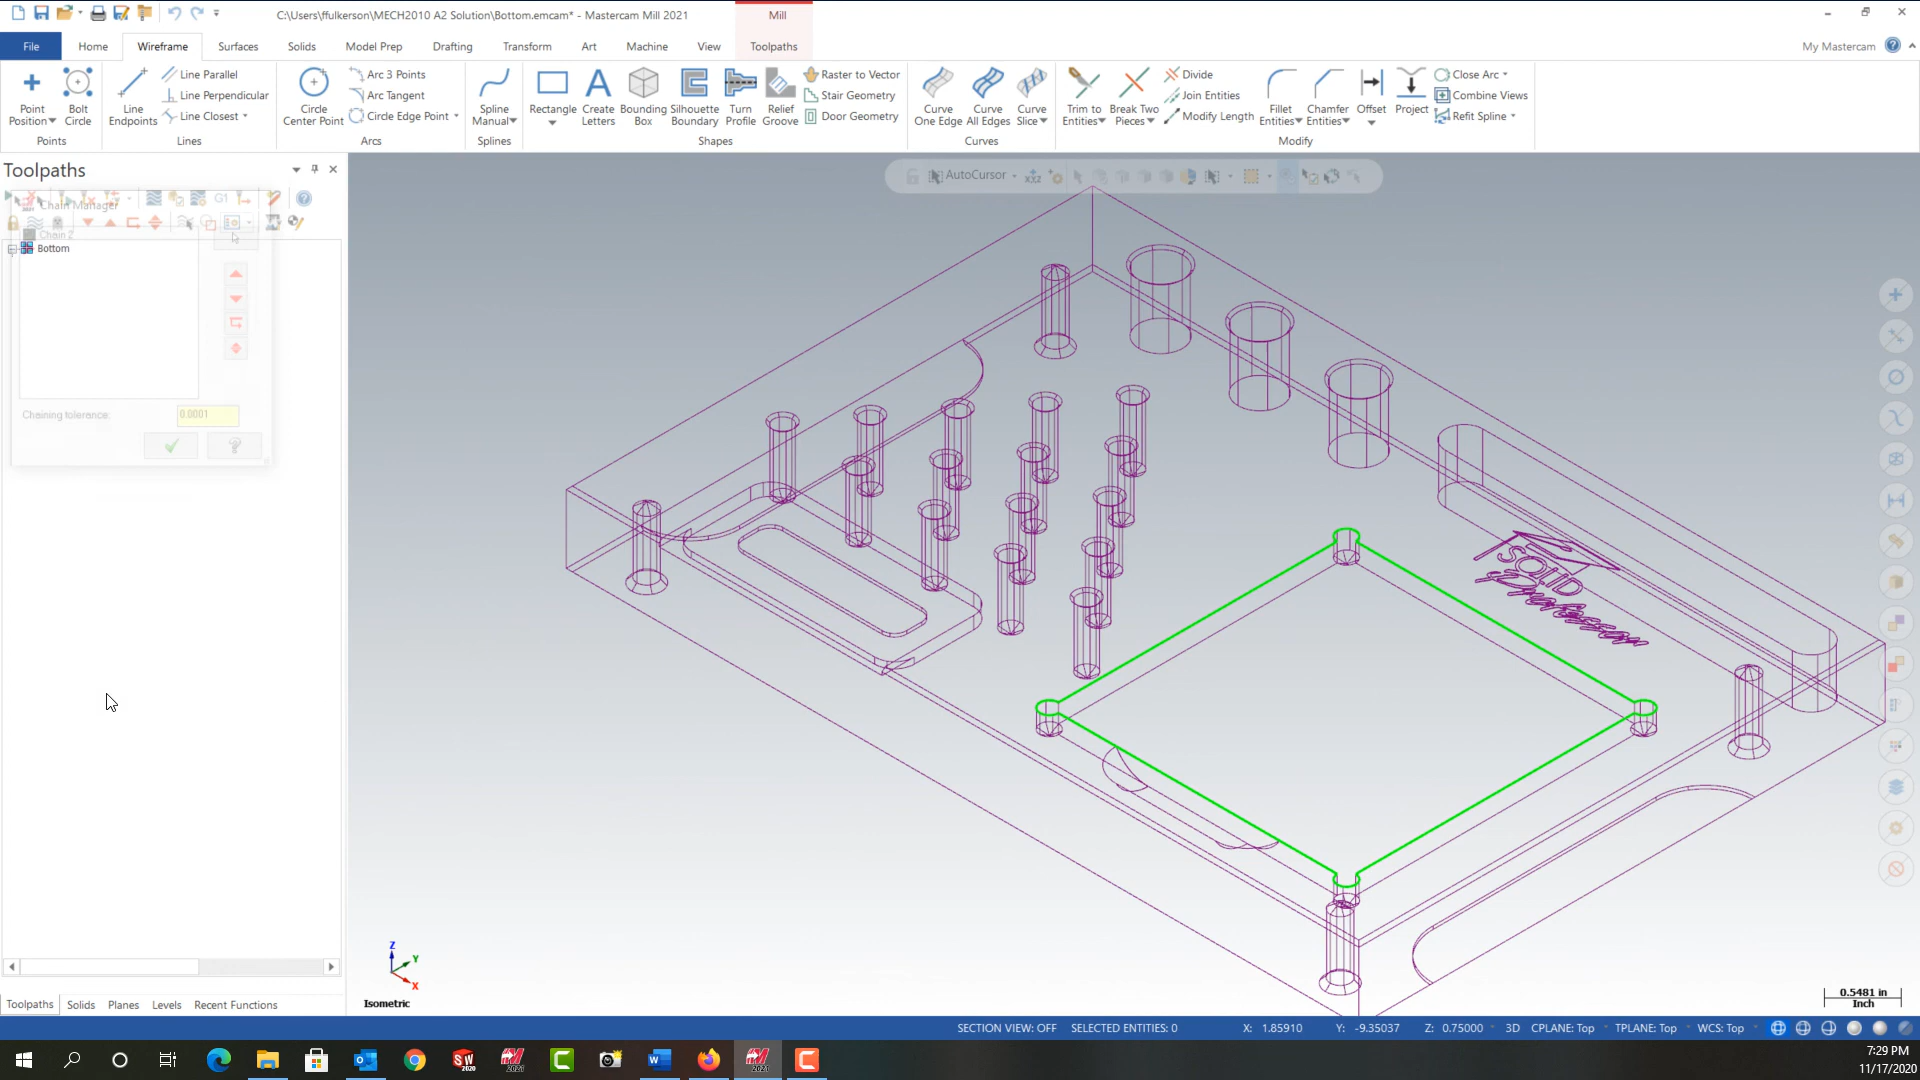 C:\Users\ffulkerson\MECH2010 A2 Solution\Bottom.emcam* - Mastercam Mill 2021
Mill
File
Home
Wireframe
Surfaces
Solids
Model Prep
Drafting
Transform
Art
Machine
View
Toolpaths
My Mastercam
Point Position
Bolt Circle
Points
Line Endpoints
Line Parallel
Line Perpendicular
Line Closest
Lines
Circle Center Point
Arc 3 Points
Arc Tangent
Circle Edge Point
Arcs
Spline Manual
Splines
Rectangle
Create Letters
Bounding Box
Silhouette Boundary
Turn Profile
Relief Groove
Raster to Vector
Stair Geometry
Door Geometry
Shapes
Curve One Edge
Curve All Edges
Curve Slice
Curves
Trim to Entities
Break Two Pieces
Divide
Join Entities
Modify Length
Fillet Entities
Chamfer Entities
Offset
Project
Close Arc
Combine Views
Refit Spline
Modify
Toolpaths
G1
Chain Manager
Chain 2
Bottom
Chaining tolerance:
0.0001
AutoCursor
XYZ
SOLID
Professor
Z
Y
X
Isometric
0.5481 in
Inch
Toolpaths
Solids
Planes
Levels
Recent Functions
SECTION VIEW: OFF
SELECTED ENTITIES: 0
X: 1.85910
Y: -9.35037
Z: 0.75000
3D
CPLANE: Top
TPLANE: Top
WCS: Top
7:29 PM
11/17/2020